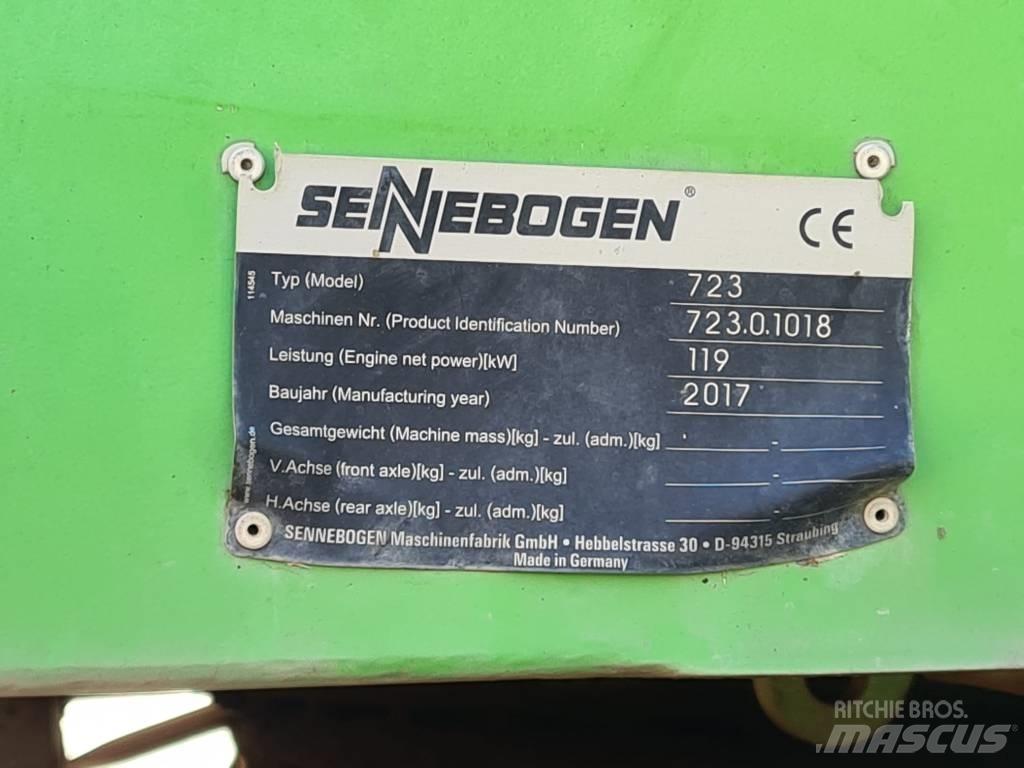 SENNEBOGEN®
CE
114545
Typ (Model) 723
Maschinen Nr. (Product Identification Number) 723.0.1018
Leistung (Engine net power)[kW] 119
Baujahr (Manufacturing year) 2017
Gesamtgewicht (Machine mass)[kg] - zul. (adm.)[kg] -
V.Achse (front axle)[kg] - zul. (adm.)[kg] -
H.Achse (rear axle)[kg] - zul. (adm.)[kg] -
www.sennebogen.de
SENNEBOGEN Maschinenfabrik GmbH • Hebbelstrasse 30 • D-94315 Straubing
Made in Germany
RITCHIE BROS.
MASCUS